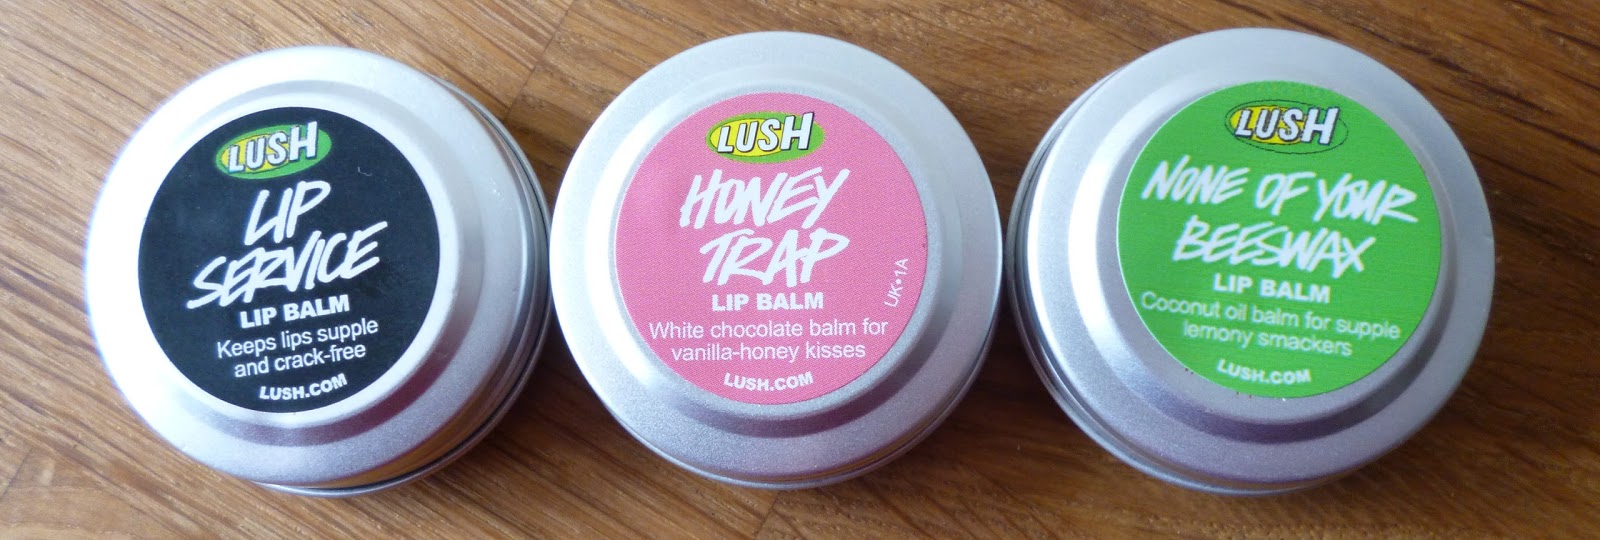 LUSH
LIP
SERVICE
LIP BALM
Keeps lips supple
and crack-free
LUSH.COM
LUSH
HONEY
TRAP
LIP BALM
White chocolate balm for
vanilla-honey kisses
LUSH.COM
UK•1A
LUSH
NONE OF YOUR
BEESWAX
LIP BALM
Coconut oil balm for supple
lemony smackers
LUSH.COM